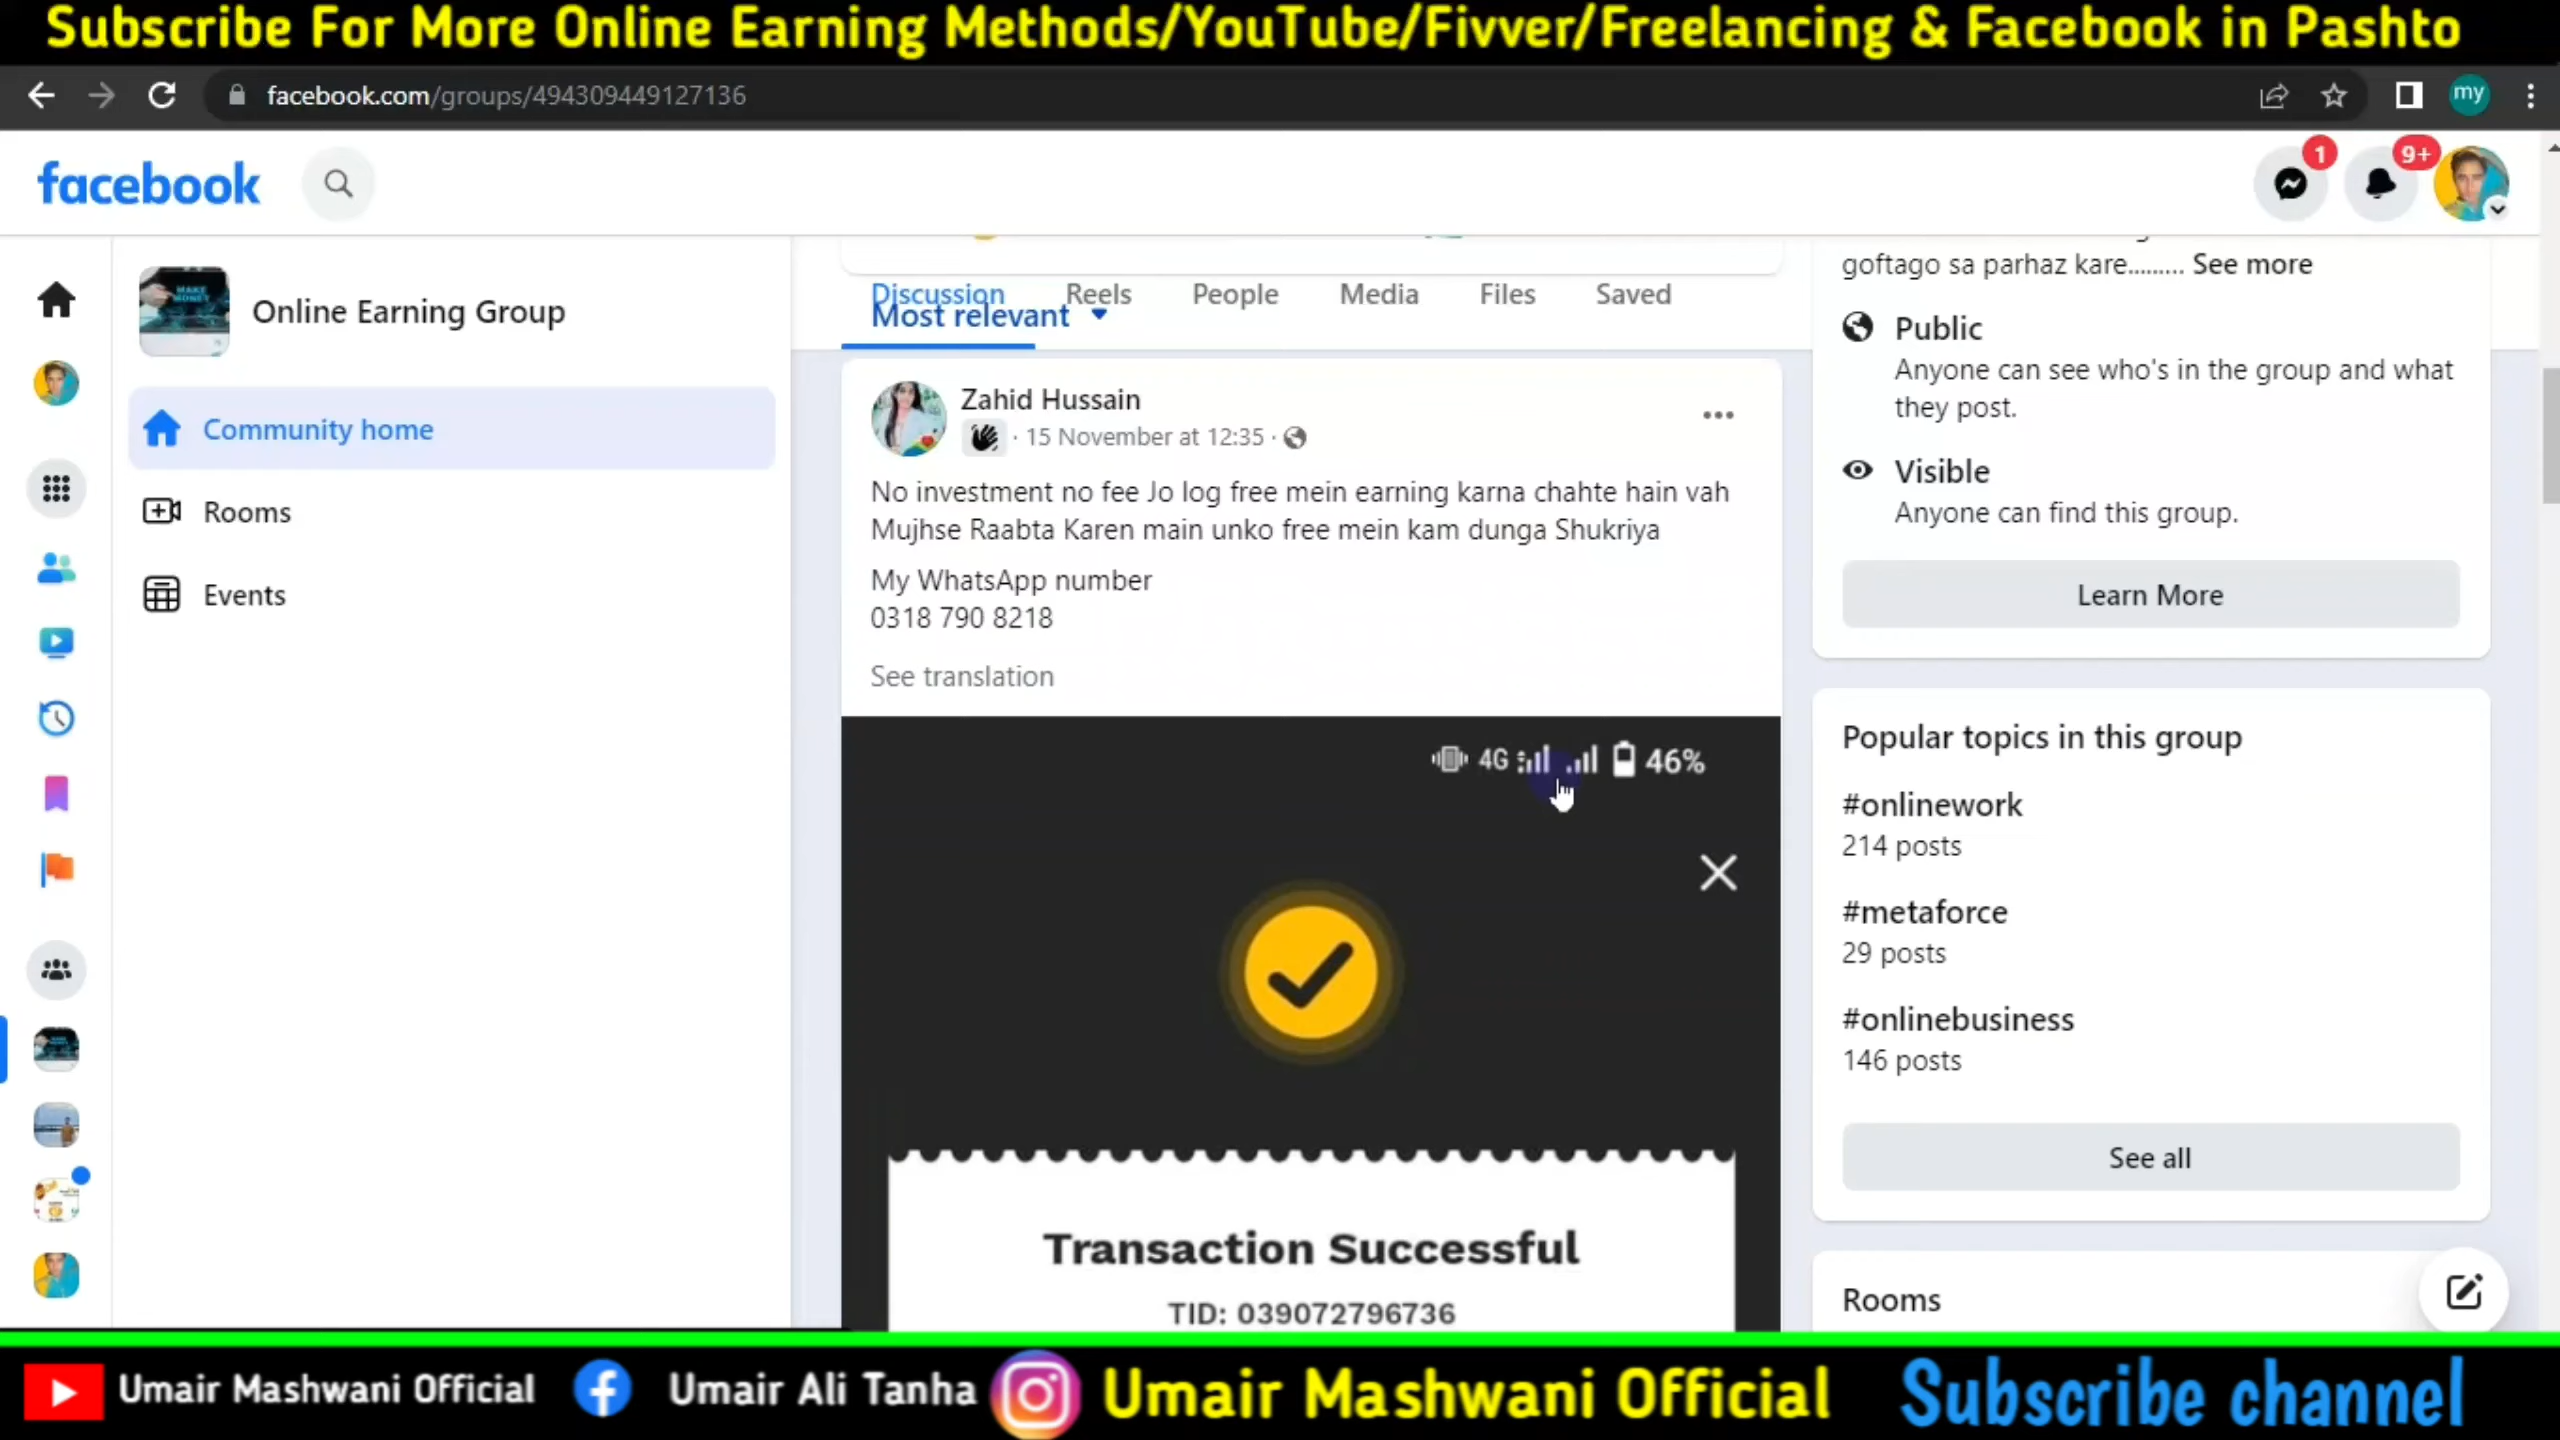 Subscribe For More Online Earning Methods/YouTube/Fivver/Freelancing & Facebook in Pashto
facebook.com/groups/494309449127136
my
facebook
1
9+
Online Earning Group
Community home
Rooms
Events
Discussion
Reels
People
Media
Files
Saved
Most relevant
Zahid Hussain
· 15 November at 12:35 ·
No investment no fee Jo log free mein earning karna chahte hain vah
Mujhse Raabta Karen main unko free mein kam dunga Shukriya
My WhatsApp number
0318 790 8218
See translation
4G
46%
Transaction Successful
TID: 039072796736
goftago sa parhaz kare......... See more
Public
Anyone can see who's in the group and what
they post.
Visible
Anyone can find this group.
Learn More
Popular topics in this group
#onlinework
214 posts
#metaforce
29 posts
#onlinebusiness
146 posts
See all
Rooms
Umair Mashwani Official
Umair Ali Tanha
Umair Mashwani Official
Subscribe channel